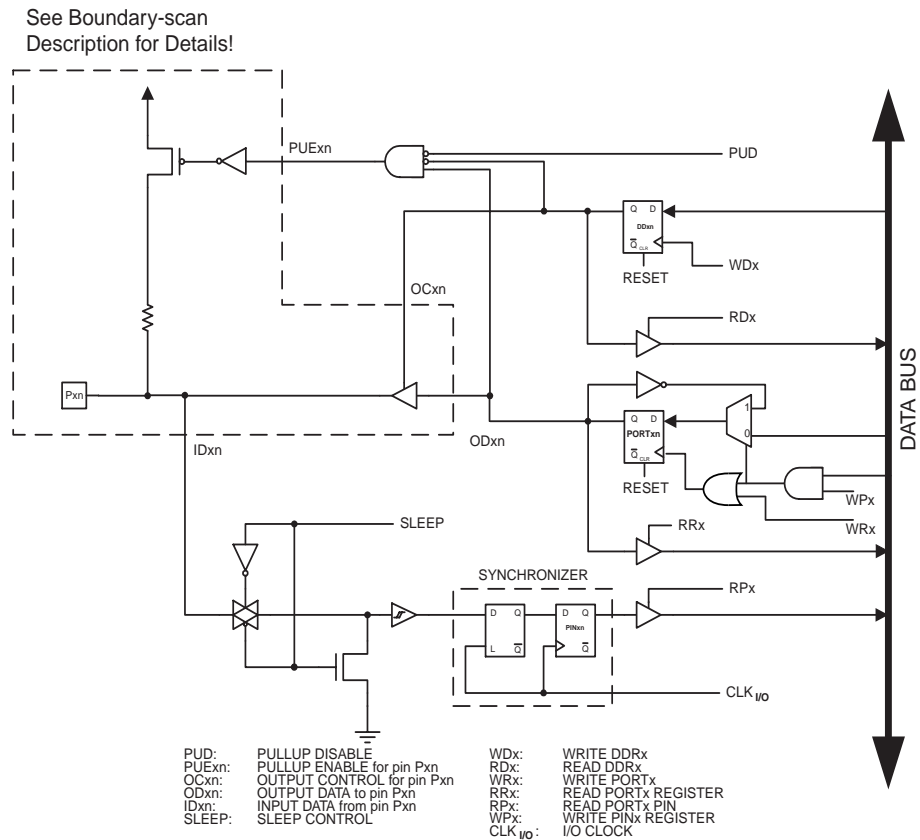 See Boundary-scan
Description for Details!
PUExn
PUD
Q D
DDxn
Q CLR
WDx
RESET
OCxn
RDx
Pxn
1
Q D
PORTxn
0
ODxn
Q CLR
IDxn
RESET
WPx
WRx
SLEEP
RRx
SYNCHRONIZER
RPx
D Q
D Q
PINxn
L Q
Q
CLK I/O
DATA BUS
PUD: PULLUP DISABLE
PUExn: PULLUP ENABLE for pin Pxn
OCxn: OUTPUT CONTROL for pin Pxn
ODxn: OUTPUT DATA to pin Pxn
IDxn: INPUT DATA from pin Pxn
SLEEP: SLEEP CONTROL
WDx: WRITE DDRx
RDx: READ DDRx
WRx: WRITE PORTx
RRx: READ PORTx REGISTER
RPx: READ PORTx PIN
WPx: WRITE PINx REGISTER
CLK I/O: I/O CLOCK